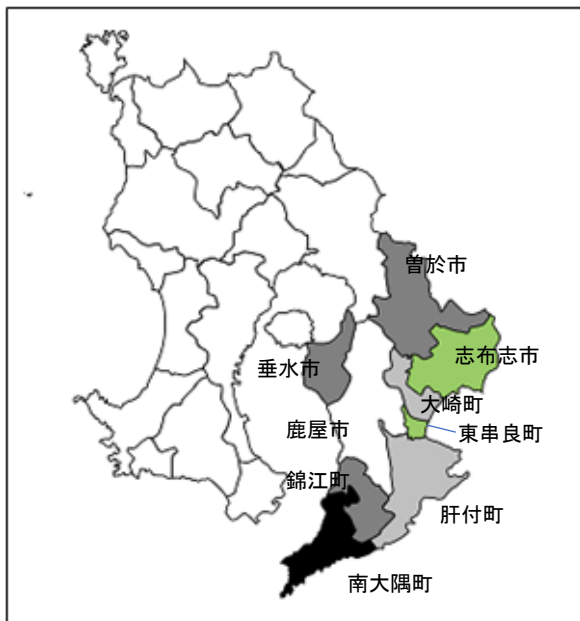 曽於市
志布志市
垂水市
大崎町
鹿屋市
東串良町
錦江町
肝付町
南大隅町